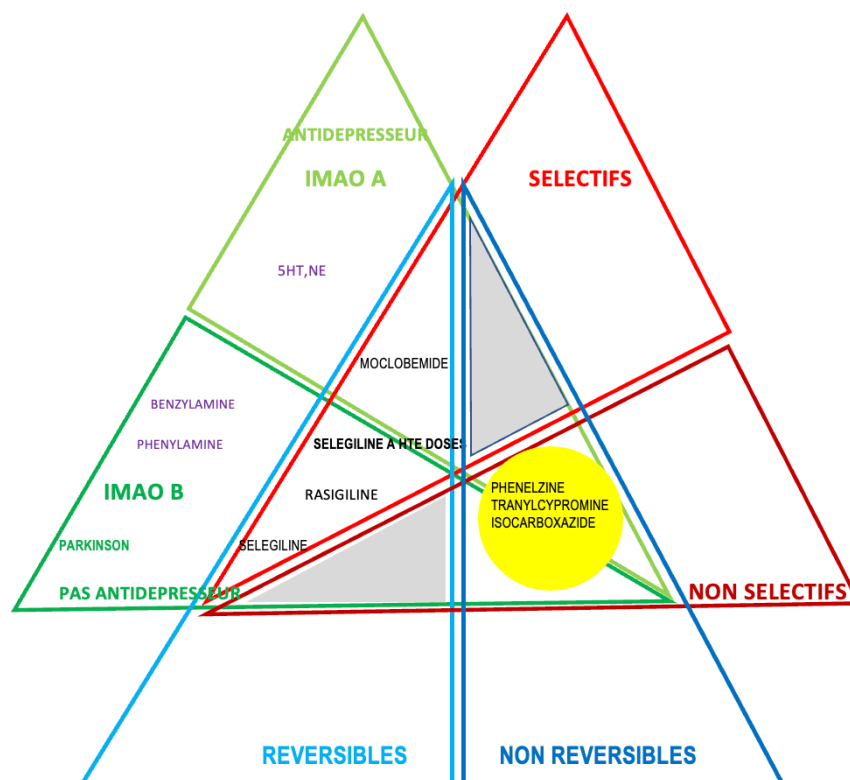 ANTIDEPRESSEUR
IMAO A
SELECTIFS
5HT,NE
MOCLOBEMIDE
BENZYLAMINE
PHENYLAMINE
SELEGILINE A HTE DOSES
IMAO B
RASIGILINE
PHENELZINE
TRANYLCYPROMINE
ISOCARBOXAZIDE
PARKINSON
SELEGILINE
PAS ANTIDEPRESSEUR
NON SELECTIFS
REVERSIBLES
NON REVERSIBLES